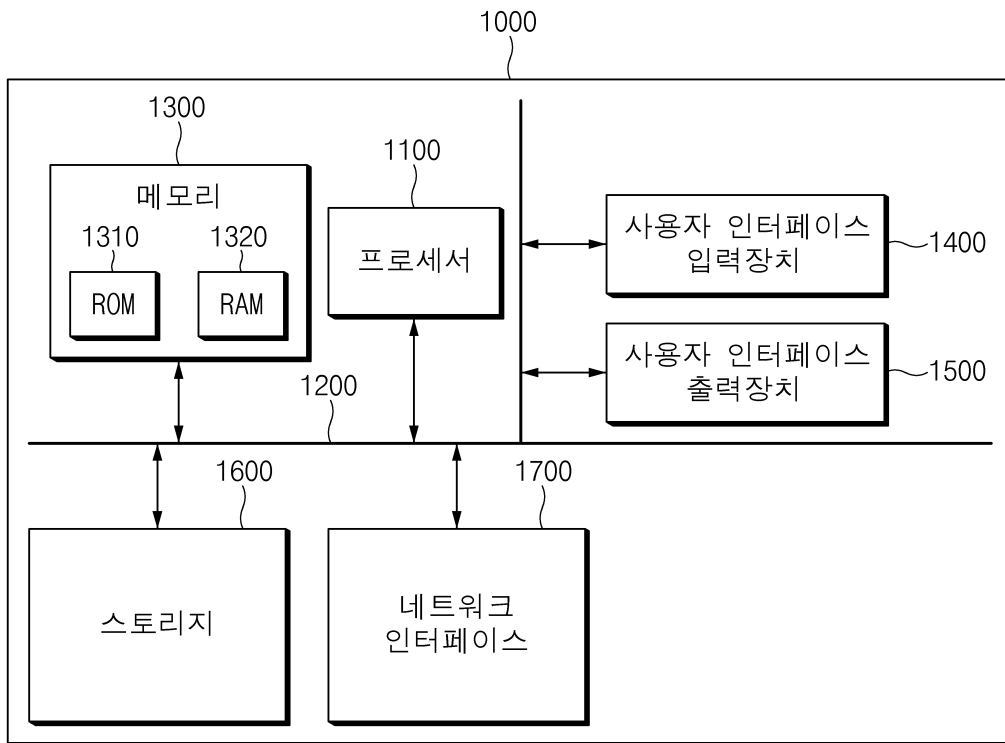 1000
1300
1100
메모리
1310
1320
ROM
RAM
프로세서
사용자 인터페이스
입력장치
1400
사용자 인터페이스
출력장치
1500
1200
1600
1700
스토리지
네트워크
인터페이스